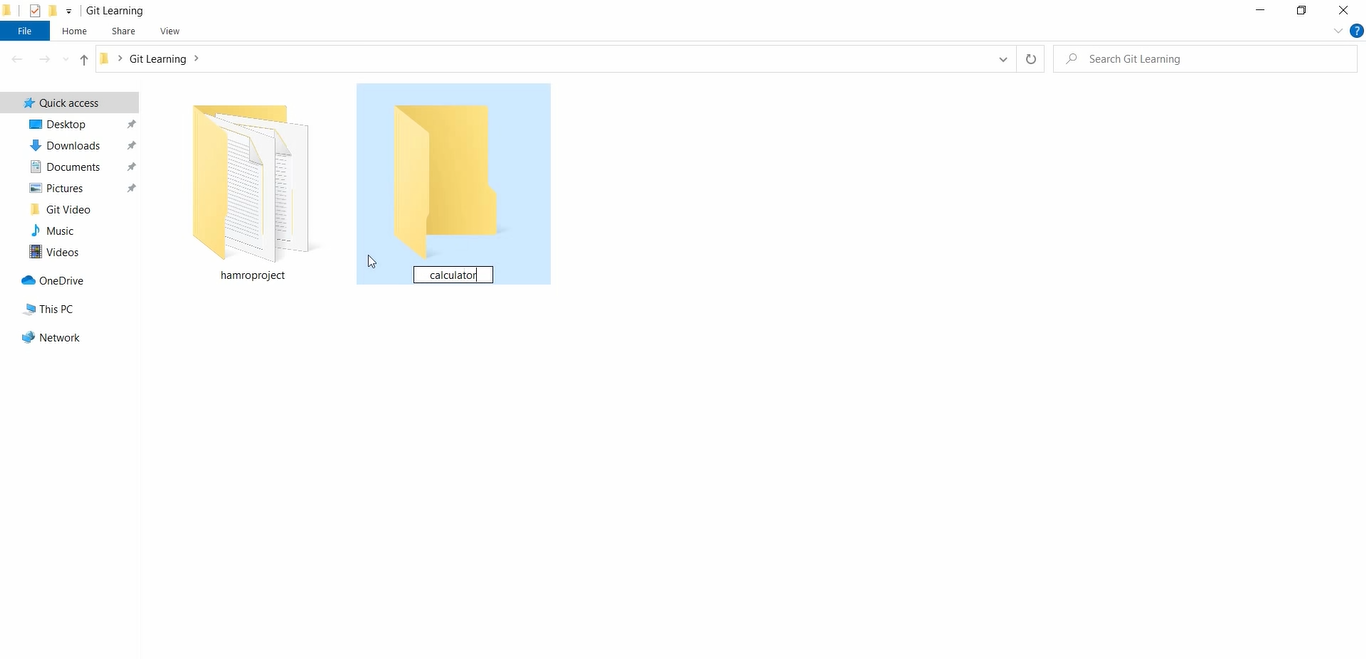 Git Learning
File Home Share View ?
Git Learning
Search Git Learning
Quick access
Desktop
Downloads
Documents
Pictures
Git Video
Music
Videos
OneDrive
This PC
Network
hamroproject
calculator